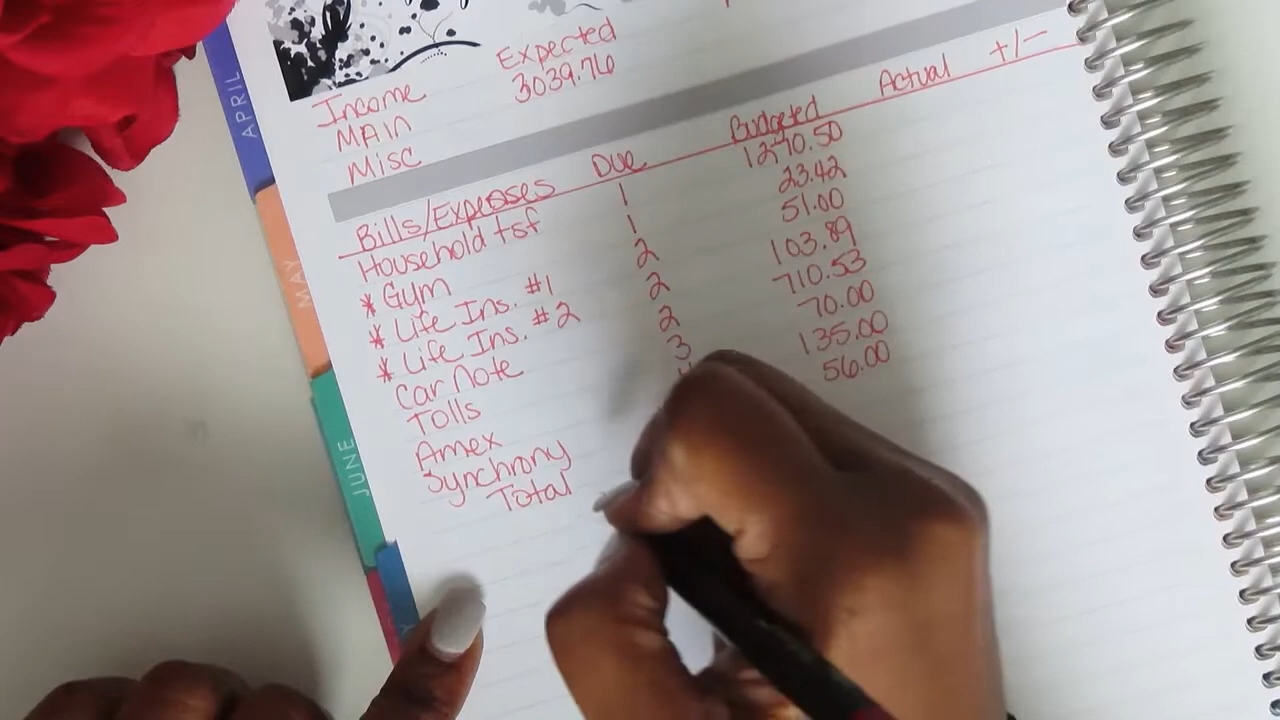 Expected
Income 3039.76
MAIN
Misc
Bills/Expenses Due Budgeted Actual +/-
Household tsf 1 1270.50
* Gym 1 23.42
* Life Ins. #1 2 51.00
* Life Ins. #2 2 103.89
Car Note 2 710.53
Tolls 3 70.00
Amex 135.00
Synchrony 56.00
Total
APRIL
MAY
JUNE